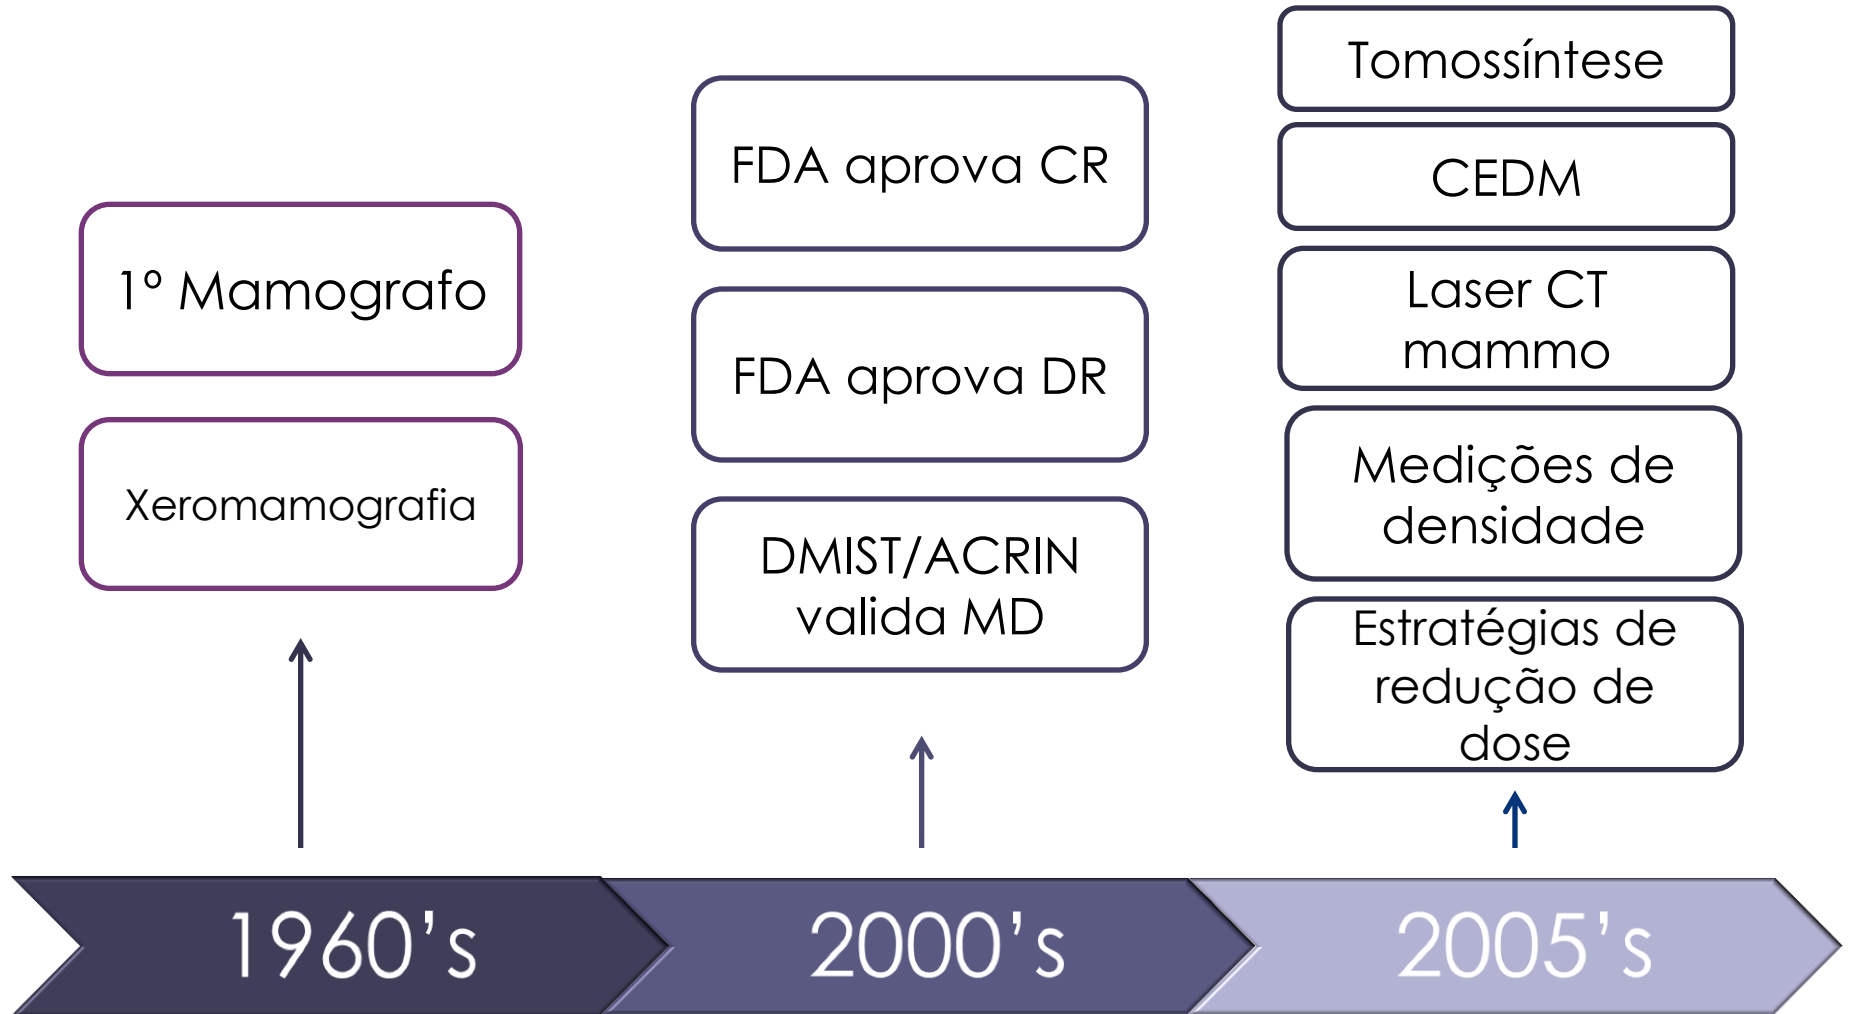 1º Mamografo
Xeromamografia
FDA aprova CR
FDA aprova DR
DMIST/ACRIN
valida MD
Tomossíntese
CEDM
Laser CT
mammo
Medições de
densidade
Estratégias de
redução de
dose
1960's
2000's
2005's